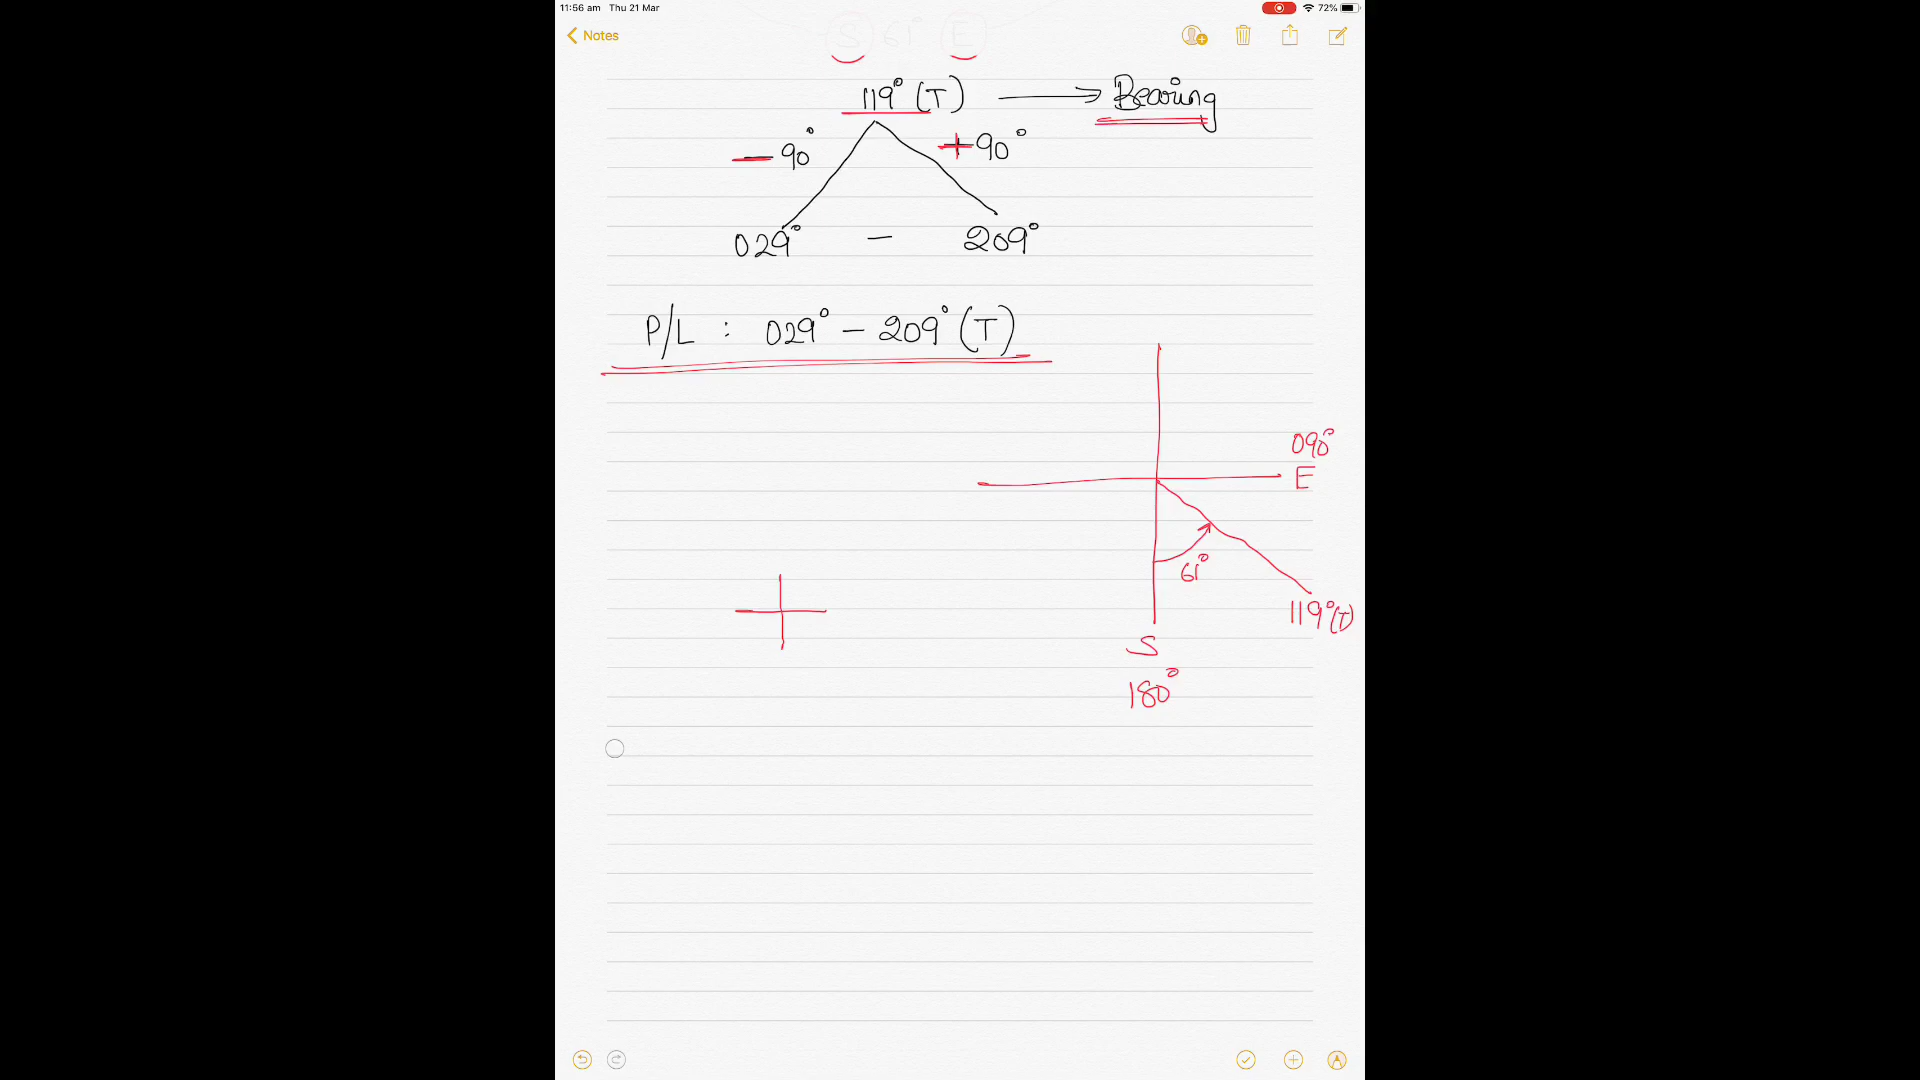 11:56 am Thu 21 Mar
72%
Notes
S 61° E
119° (T) → Bearing
− 90° + 90°
029° − 209°
P/L : 029° − 209° (T)
090°
E
61°
119°(T)
S
180°